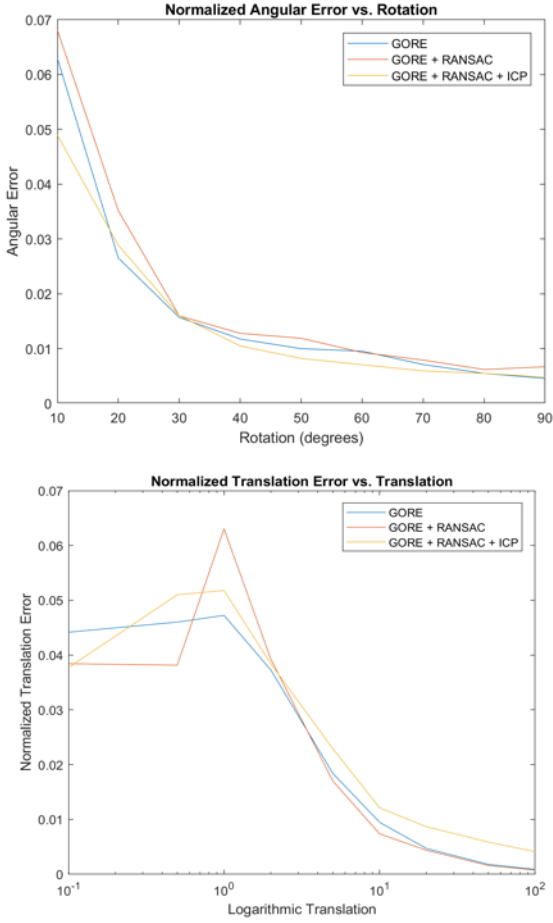 Normalized Angular Error vs. Rotation
0.07
0.06
0.05
0.04
0.03
0.02
0.01
0
Angular Error
GORE
GORE + RANSAC
GORE + RANSAC + ICP
10 20 30 40 50 60 70 80 90
Rotation (degrees)
Normalized Translation Error vs. Translation
0.07
0.06
0.05
0.04
0.03
0.02
0.01
0
Normalized Translation Error
GORE
GORE + RANSAC
GORE + RANSAC + ICP
10-1 100 101 102
Logarithmic Translation